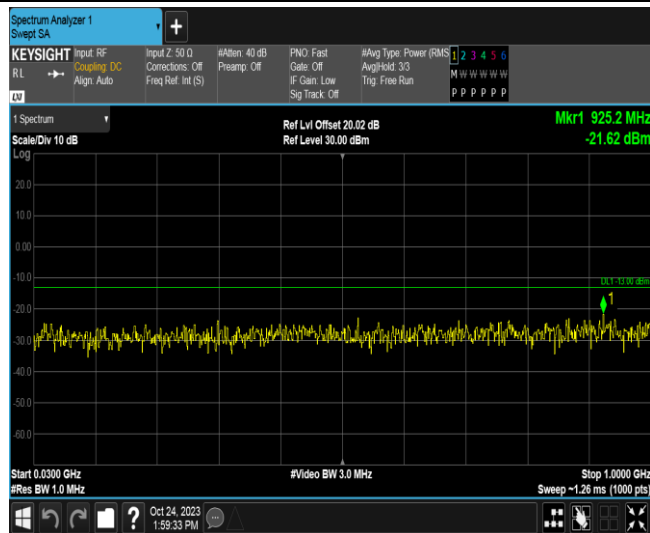 Spectrum Analyzer 1
Swept SA
+
KEYSIGHT
RL
LXI
Input: RF
Coupling: DC
Align: Auto
Input Z: 50 Ω
Corrections: Off
Freq Ref: Int (S)
#Atten: 40 dB
Preamp: Off
PNO: Fast
Gate: Off
IF Gain: Low
Sig Track: Off
#Avg Type: Power (RMS
Avg|Hold: 3/3
Trig: Free Run
1 2 3 4 5 6
M W W W W W
P P P P P P
1 Spectrum
Scale/Div 10 dB
Log
Ref Lvl Offset 20.02 dB
Ref Level 30.00 dBm
Mkr1 925.2 MHz
-21.62 dBm
20.0
10.0
0.00
-10.0
DL1 -13.00 dBm
1
-20.0
-30.0
-40.0
-50.0
-60.0
Start 0.0300 GHz
#Res BW 1.0 MHz
#Video BW 3.0 MHz
Stop 1.0000 GHz
Sweep ~1.26 ms (1000 pts)
?
Oct 24, 2023
1:59:33 PM